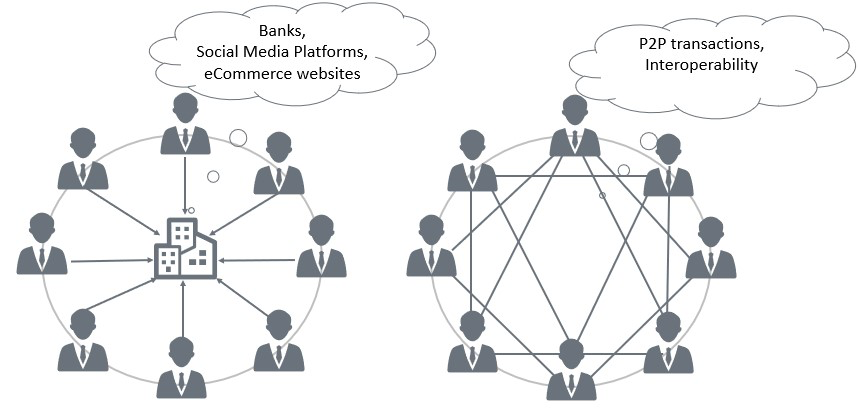 Banks,
Social Media Platforms,
eCommerce websites
P2P transactions,
Interoperability